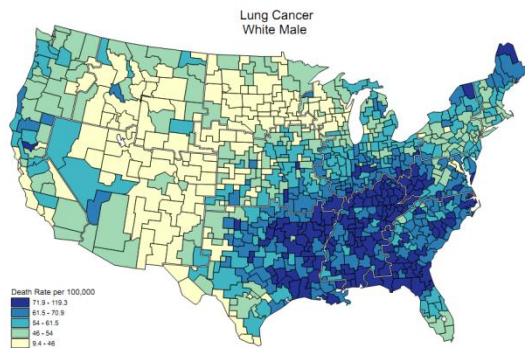 Lung Cancer
White Male
Death Rate per 100,000
71.9 - 119.3
61.5 - 70.9
54 - 61.5
46 - 54
9.4 - 46